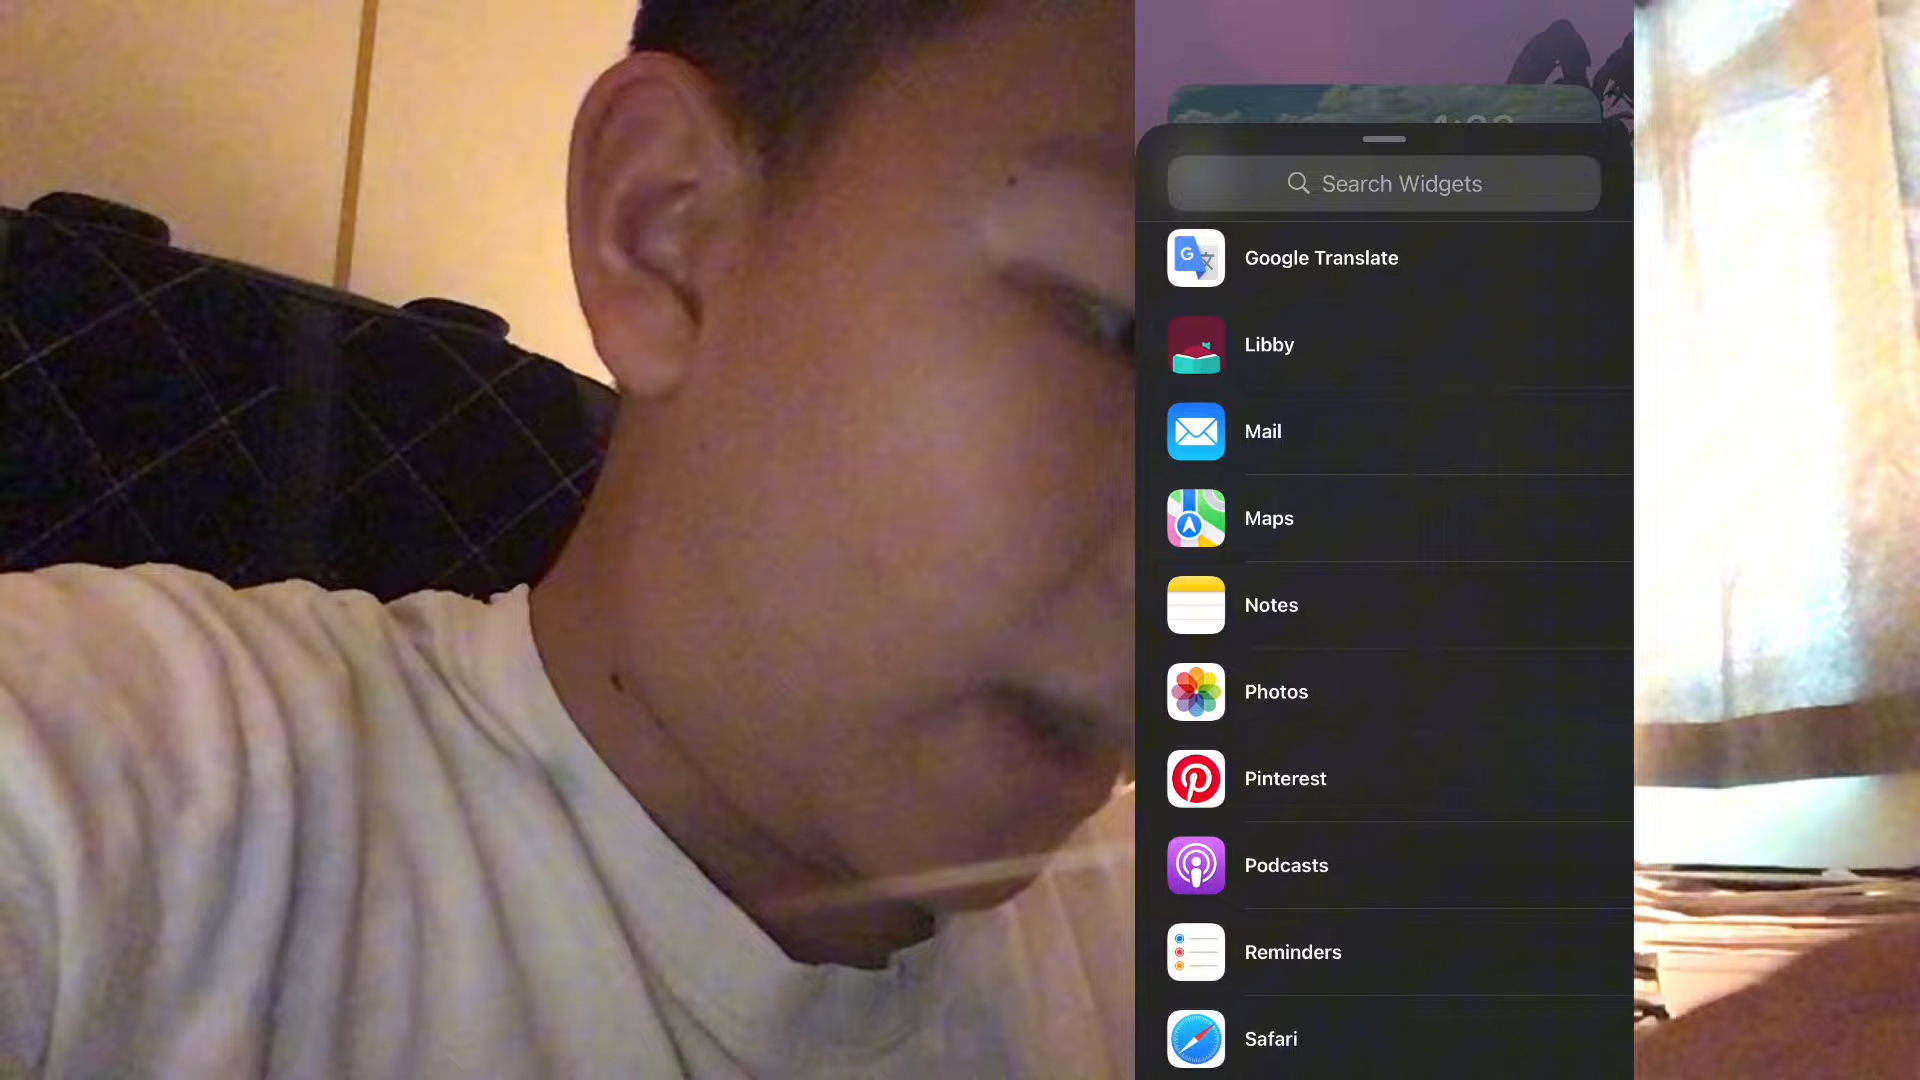 Search Widgets
Google Translate
Libby
Mail
Maps
Notes
Photos
Pinterest
Podcasts
Reminders
Safari